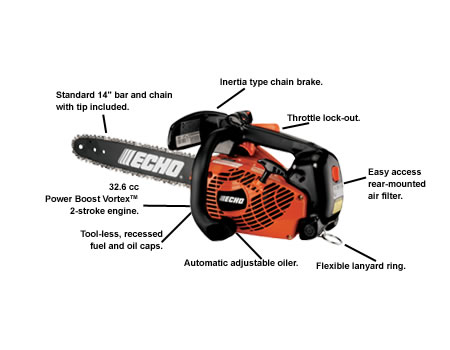 Inertia type chain brake.
Standard 14" bar and chain
with tip included.
Throttle lock-out.
ECHO
Easy access
rear-mounted
air filter.
32.6 cc
Power Boost Vortex™
2-stroke engine.
ECHO
Tool-less, recessed
fuel and oil caps.
Automatic adjustable oiler.
Flexible lanyard ring.